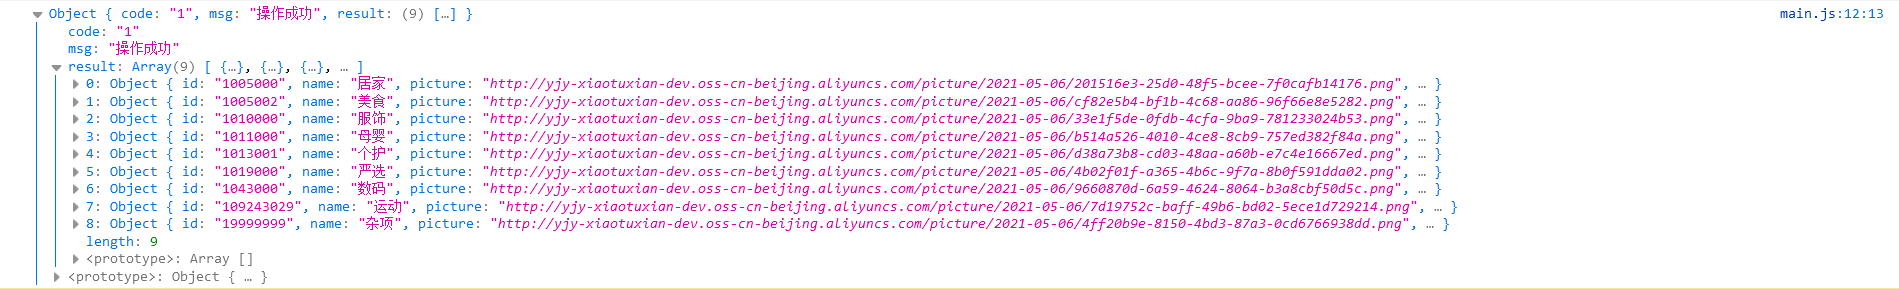 Object { code: "1", msg: "操作成功", result: (9) […] } main.js:12:13
code: "1"
msg: "操作成功"
result: Array(9) [ {…}, {…}, {…}, … ]
0: Object { id: "1005000", name: "居家", picture: "http://yjy-xiaotuxian-dev.oss-cn-beijing.aliyuncs.com/picture/2021-05-06/201516e3-25d0-48f5-bcee-7f0cafb14176.png", … }
1: Object { id: "1005002", name: "美食", picture: "http://yjy-xiaotuxian-dev.oss-cn-beijing.aliyuncs.com/picture/2021-05-06/cf82e5b4-bf1b-4c68-aa86-96f66e8e5282.png", … }
2: Object { id: "1010000", name: "服饰", picture: "http://yjy-xiaotuxian-dev.oss-cn-beijing.aliyuncs.com/picture/2021-05-06/33e1f5de-0fdb-4cfa-9ba9-781233024b53.png", … }
3: Object { id: "1011000", name: "母婴", picture: "http://yjy-xiaotuxian-dev.oss-cn-beijing.aliyuncs.com/picture/2021-05-06/b514a526-4010-4ce8-8cb9-757ed382f84a.png", … }
4: Object { id: "1013001", name: "个护", picture: "http://yjy-xiaotuxian-dev.oss-cn-beijing.aliyuncs.com/picture/2021-05-06/d38a73b8-cd03-48aa-a60b-e7c4e16667ed.png", … }
5: Object { id: "1019000", name: "严选", picture: "http://yjy-xiaotuxian-dev.oss-cn-beijing.aliyuncs.com/picture/2021-05-06/4b02f01f-a365-4b6c-9f7a-8b0f591dda02.png", … }
6: Object { id: "1043000", name: "数码", picture: "http://yjy-xiaotuxian-dev.oss-cn-beijing.aliyuncs.com/picture/2021-05-06/9660870d-6a59-4624-8064-b3a8cbf50d5c.png", … }
7: Object { id: "109243029", name: "运动", picture: "http://yjy-xiaotuxian-dev.oss-cn-beijing.aliyuncs.com/picture/2021-05-06/7d19752c-baff-49b6-bd02-5ece1d729214.png", … }
8: Object { id: "19999999", name: "杂项", picture: "http://yjy-xiaotuxian-dev.oss-cn-beijing.aliyuncs.com/picture/2021-05-06/4ff20b9e-8150-4bd3-87a3-0cd6766938dd.png", … }
length: 9
<prototype>: Array []
<prototype>: Object { … }